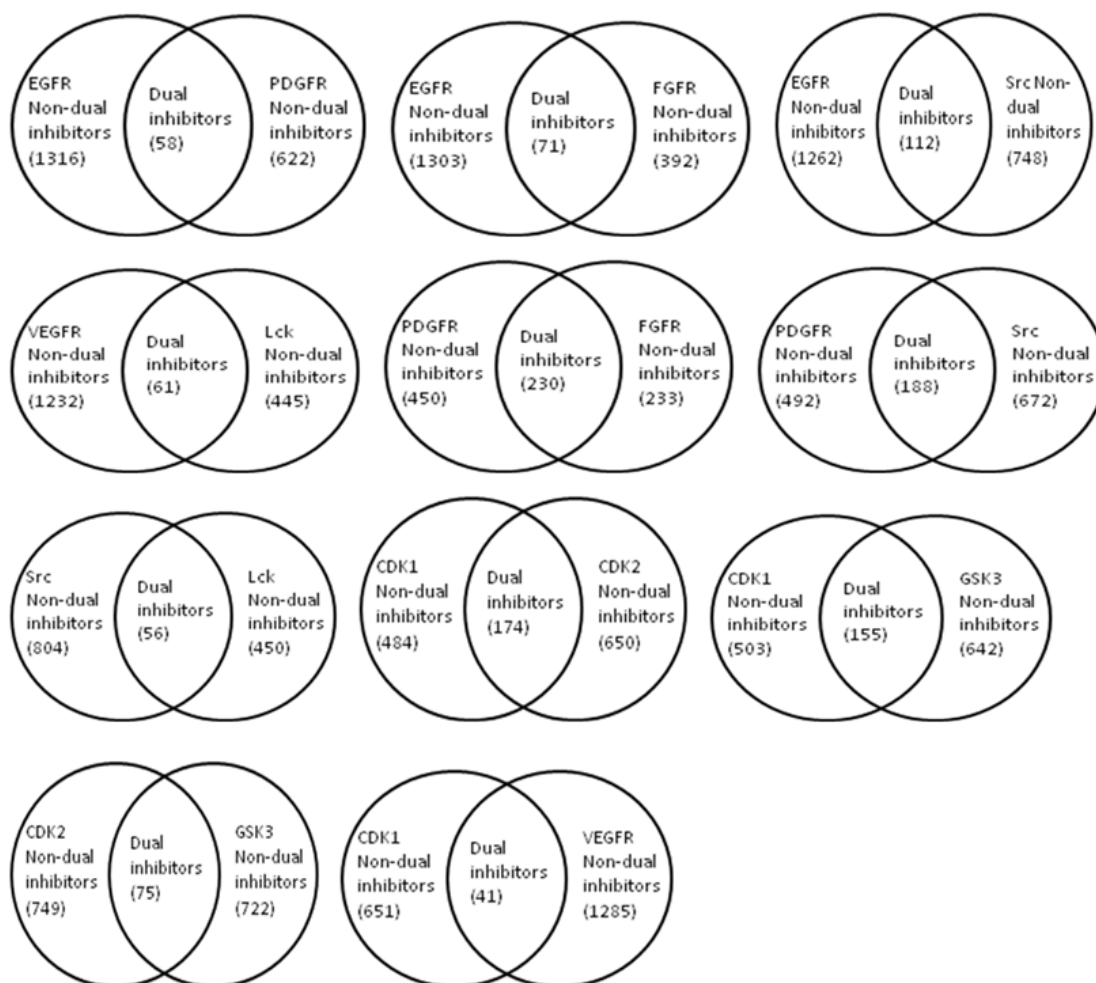 EGFR
Non-dual
inhibitors
(1316)
Dual
inhibitors
(58)
PDGFR
Non-dual
inhibitors
(622)
EGFR
Non-dual
inhibitors
(1303)
Dual
inhibitors
(71)
FGFR
Non-dual
inhibitors
(392)
EGFR
Non-dual
inhibitors
(1262)
Dual
inhibitors
(112)
Src Non-
dual
inhibitors
(748)
VEGFR
Non-dual
inhibitors
(1232)
Dual
inhibitors
(61)
Lck
Non-dual
inhibitors
(445)
PDGFR
Non-dual
inhibitors
(450)
Dual
inhibitors
(230)
FGFR
Non-dual
inhibitors
(233)
PDGFR
Non-dual
inhibitors
(492)
Dual
inhibitors
(188)
Src
Non-dual
inhibitors
(672)
Src
Non-dual
inhibitors
(804)
Dual
inhibitors
(56)
Lck
Non-dual
inhibitors
(450)
CDK1
Non-dual
inhibitors
(484)
Dual
inhibitors
(174)
CDK2
Non-dual
inhibitors
(650)
CDK1
Non-dual
inhibitors
(503)
Dual
inhibitors
(155)
GSK3
Non-dual
inhibitors
(642)
CDK2
Non-dual
inhibitors
(749)
Dual
inhibitors
(75)
GSK3
Non-dual
inhibitors
(722)
CDK1
Non-dual
inhibitors
(651)
Dual
inhibitors
(41)
VEGFR
Non-dual
inhibitors
(1285)